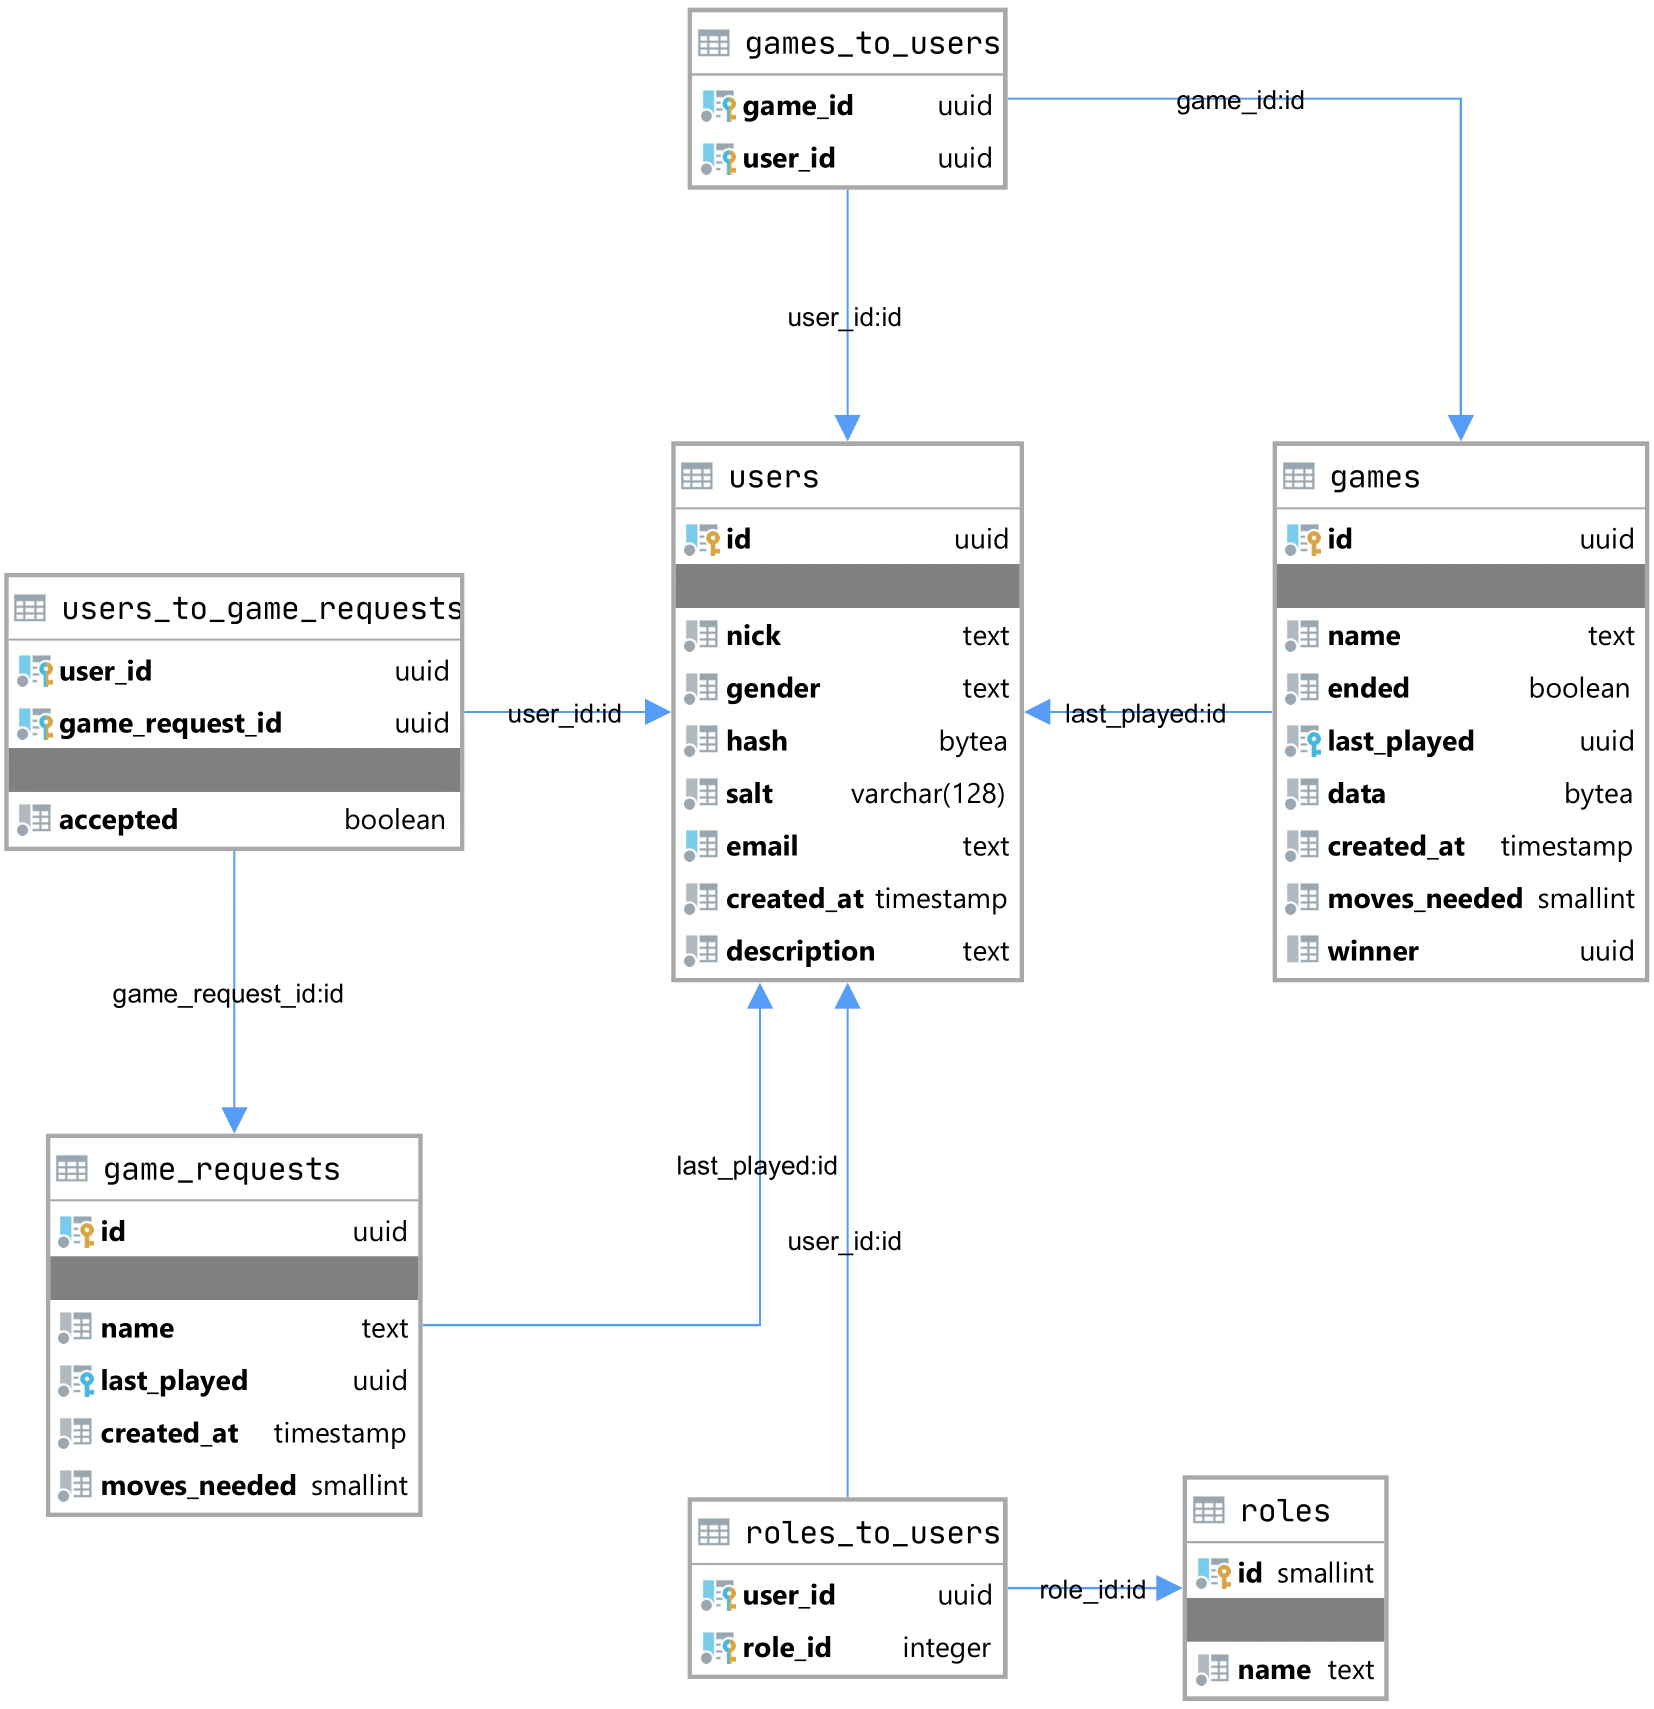 games_to_users
game_id uuid
user_id uuid
game_id:id
user_id:id
users
id uuid
nick text
gender text
hash bytea
salt varchar(128)
email text
created_at timestamp
description text
games
id uuid
name text
ended boolean
last_played uuid
data bytea
created_at timestamp
moves_needed smallint
winner uuid
users_to_game_requests
user_id uuid
game_request_id uuid
accepted boolean
user_id:id
last_played:id
game_request_id:id
game_requests
id uuid
name text
last_played uuid
created_at timestamp
moves_needed smallint
last_played:id
user_id:id
roles_to_users
user_id uuid
role_id integer
role_id:id
roles
id smallint
name text